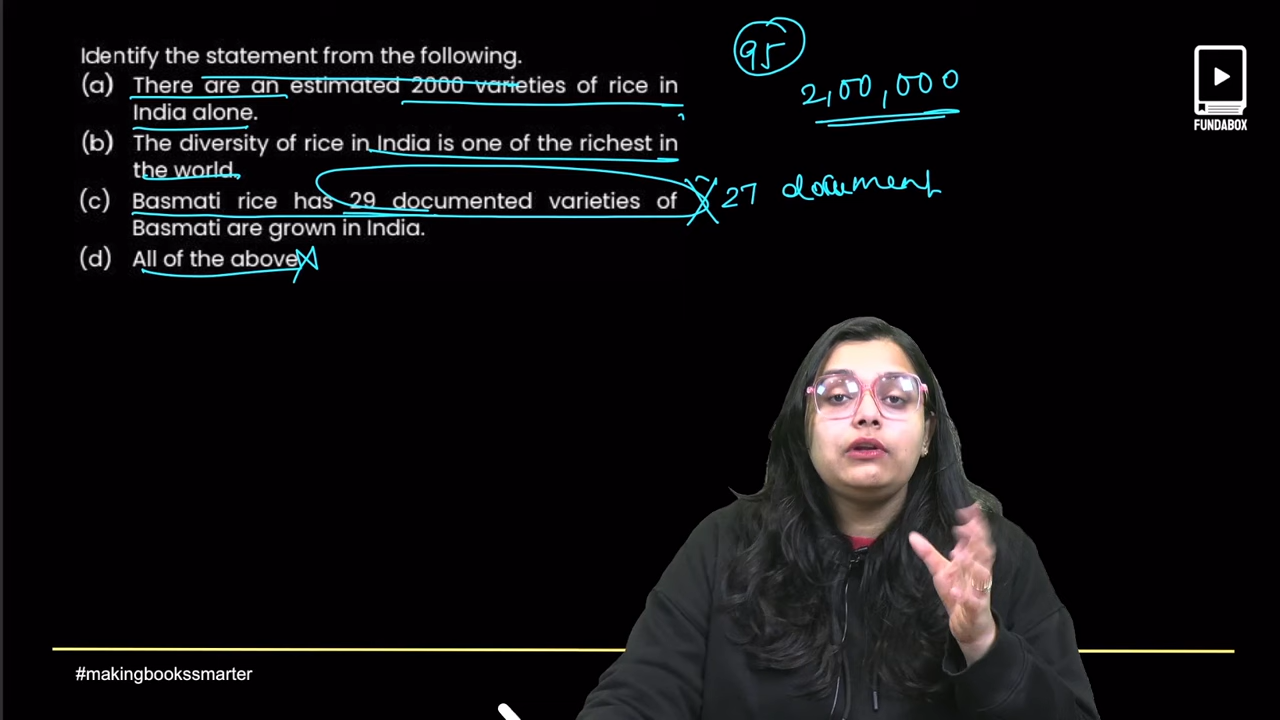 Identify the statement from the following.
(a) There are an estimated 2000 varieties of rice in
India alone.
(b) The diversity of rice in India is one of the richest in
the world.
(c) Basmati rice has 29 documented varieties of
Basmati are grown in India.
(d) All of the above
95
2,00,000
27 document
FUNDABOX
#makingbookssmarter